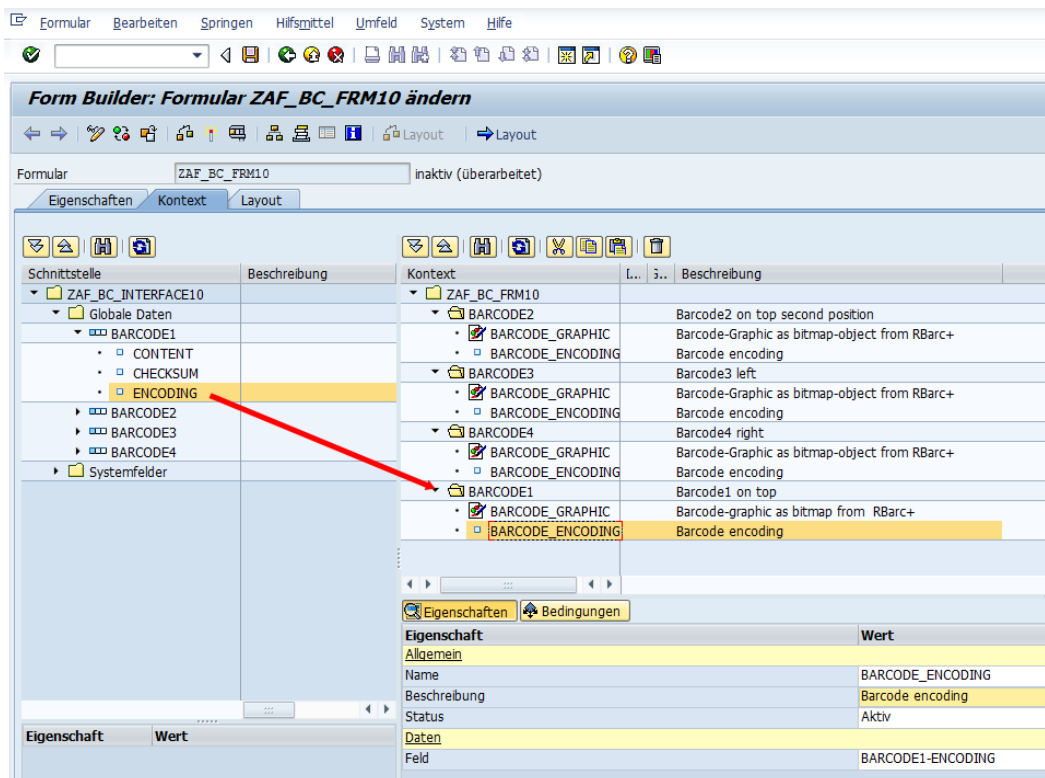 Formular Bearbeiten Springen Hilfsmittel Umfeld System Hilfe
Form Builder: Formular ZAF_BC_FRM10 ändern
Layout Layout
Formular ZAF_BC_FRM10 inaktiv (überarbeitet)
Eigenschaften Kontext Layout
Schnittstelle Beschreibung
ZAF_BC_INTERFACE10
Globale Daten
BARCODE1
CONTENT
CHECKSUM
ENCODING
BARCODE2
BARCODE3
BARCODE4
Systemfelder
Eigenschaft Wert
Kontext I... Beschreibung
ZAF_BC_FRM10
BARCODE2 Barcode2 on top second position
BARCODE_GRAPHIC Barcode-Graphic as bitmap-object from RBarc+
BARCODE_ENCODING Barcode encoding
BARCODE3 Barcode3 left
BARCODE_GRAPHIC Barcode-Graphic as bitmap-object from RBarc+
BARCODE_ENCODING Barcode encoding
BARCODE4 Barcode4 right
BARCODE_GRAPHIC Barcode-Graphic as bitmap-object from RBarc+
BARCODE_ENCODING Barcode encoding
BARCODE1 Barcode1 on top
BARCODE_GRAPHIC Barcode-graphic as bitmap from RBarc+
BARCODE_ENCODING Barcode encoding
Eigenschaften Bedingungen
Eigenschaft Wert
Allgemein
Name BARCODE_ENCODING
Beschreibung Barcode encoding
Status Aktiv
Daten
Feld BARCODE1-ENCODING